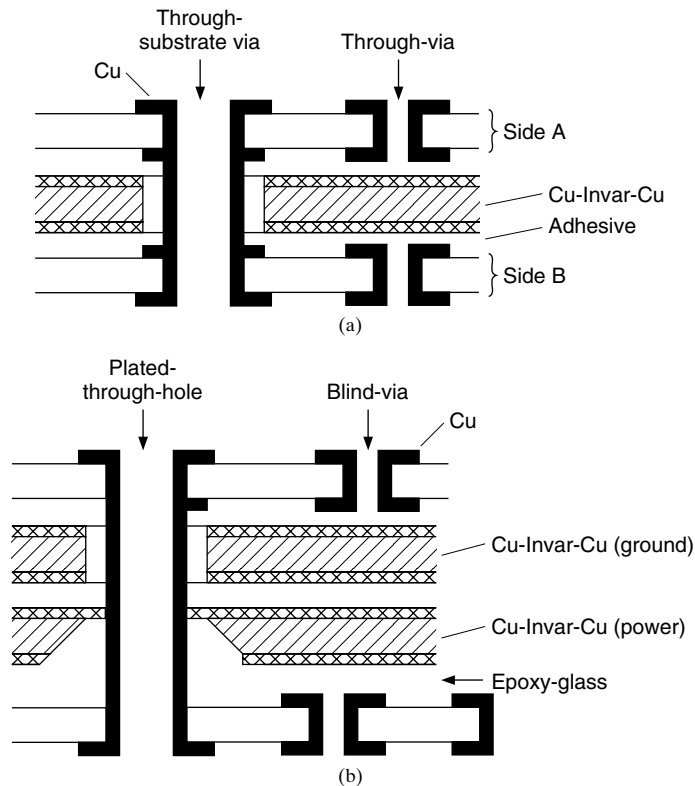 Through-
substrate via
Through-via
Cu
Side A
Cu-Invar-Cu
Adhesive
Side B
(a)
Plated-
through-hole
Blind-via
Cu
Cu-Invar-Cu (ground)
Cu-Invar-Cu (power)
Epoxy-glass
(b)